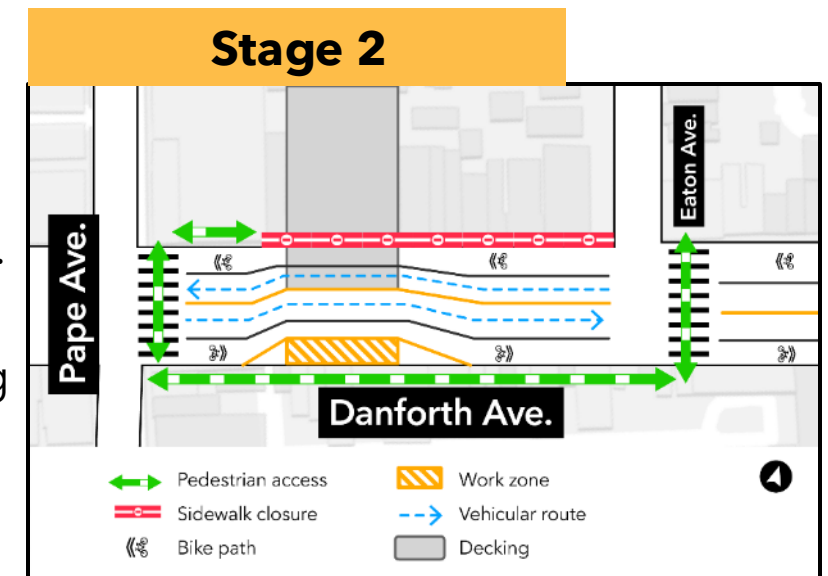 Stage 2
Eaton Ave.
Pape Ave.
.
g
Danforth Ave.
Pedestrian access
Work zone
Sidewalk closure
Vehicular route
Bike path
Decking